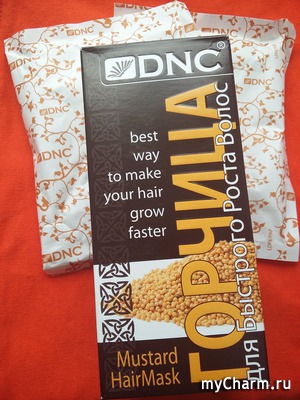 DNC
best
way
to make
your hair
grow
faster
ГОРЧИЦА
для Быстрого Роста Волос
Mustard
HairMask
myCharm.ru